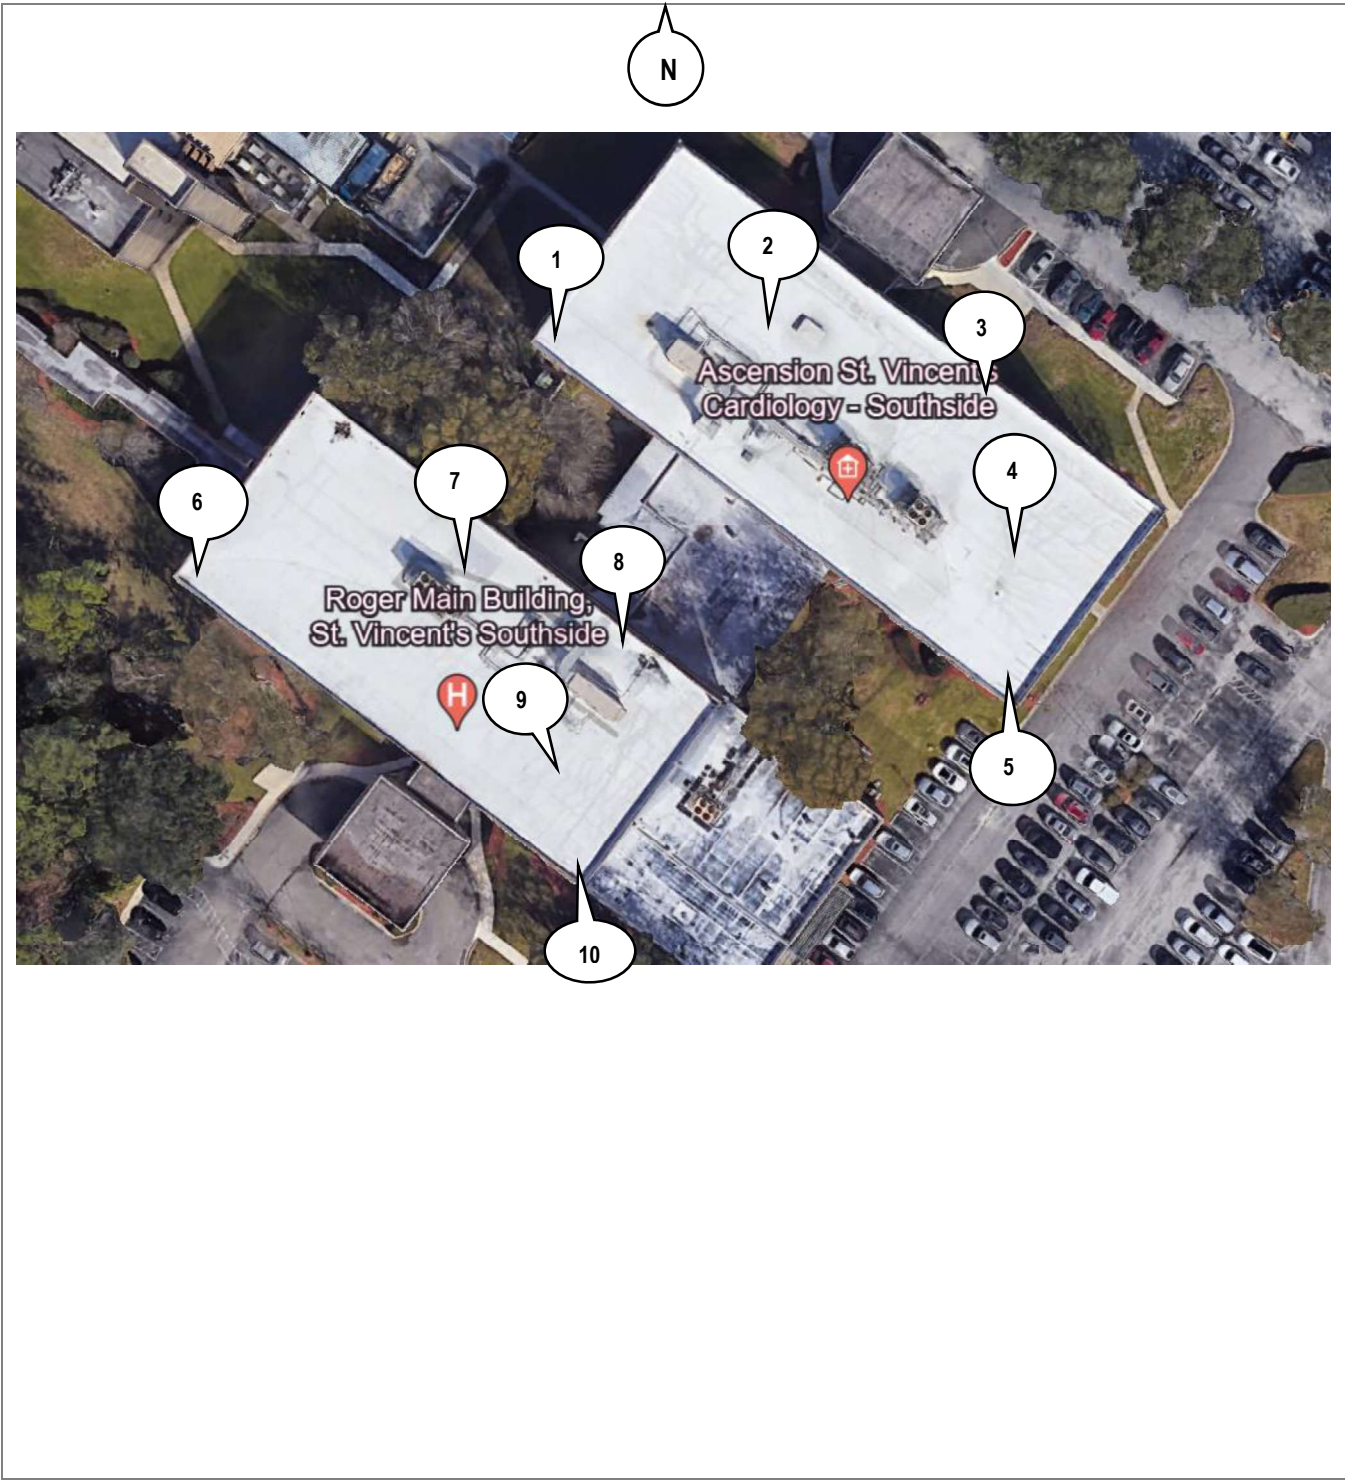 N
1
2
3
Ascension St. Vincent's
Cardiology - Southside
4
6
7
8
Roger Main Building,
St. Vincent's Southside
H
9
5
10